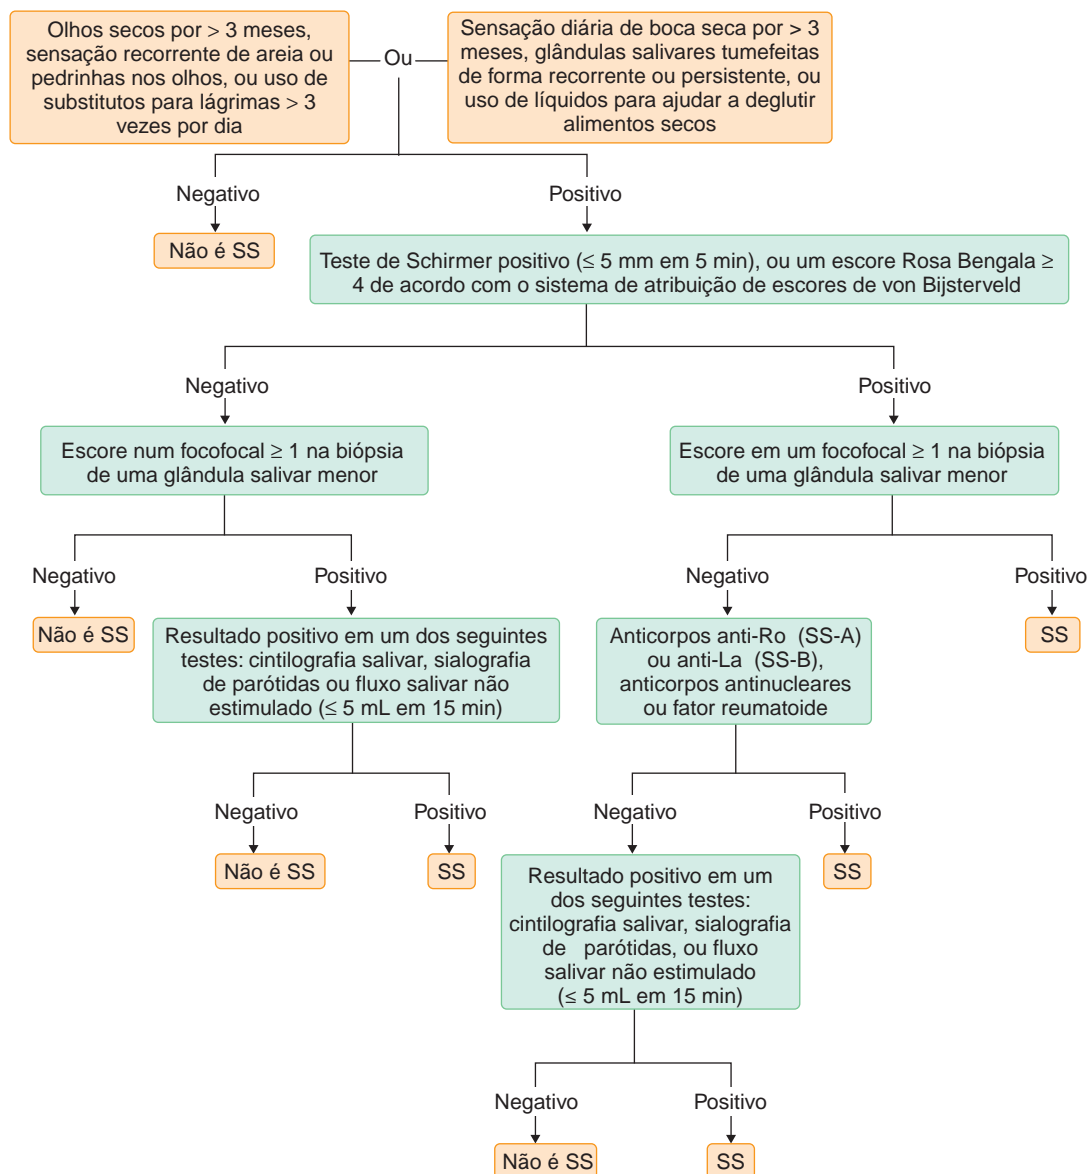 Olhos secos por > 3 meses,
sensação recorrente de areia ou
pedrinhas nos olhos, ou uso de
substitutos para lágrimas > 3
vezes por dia
Ou
Sensação diária de boca seca por > 3
meses, glândulas salivares tumefeitas
de forma recorrente ou persistente, ou
uso de líquidos para ajudar a deglutir
alimentos secos
Negativo
Positivo
Não é SS
Teste de Schirmer positivo (≤ 5 mm em 5 min), ou um escore Rosa Bengala ≥
4 de acordo com o sistema de atribuição de escores de von Bijsterveld
Negativo
Positivo
Escore num focofocal ≥ 1 na biópsia
de uma glândula salivar menor
Escore em um focofocal ≥ 1 na biópsia
de uma glândula salivar menor
Negativo
Positivo
Negativo
Positivo
Não é SS
Resultado positivo em um dos seguintes
testes: cintilografia salivar, sialografia
de parótidas ou fluxo salivar não
estimulado (≤ 5 mL em 15 min)
Anticorpos anti-Ro (SS-A)
ou anti-La (SS-B),
anticorpos antinucleares
ou fator reumatoide
SS
Negativo
Positivo
Negativo
Positivo
Não é SS
SS
Resultado positivo em um
dos seguintes testes:
cintilografia salivar, sialografia
de parótidas, ou fluxo
salivar não estimulado
(≤ 5 mL em 15 min)
SS
Negativo
Positivo
Não é SS
SS